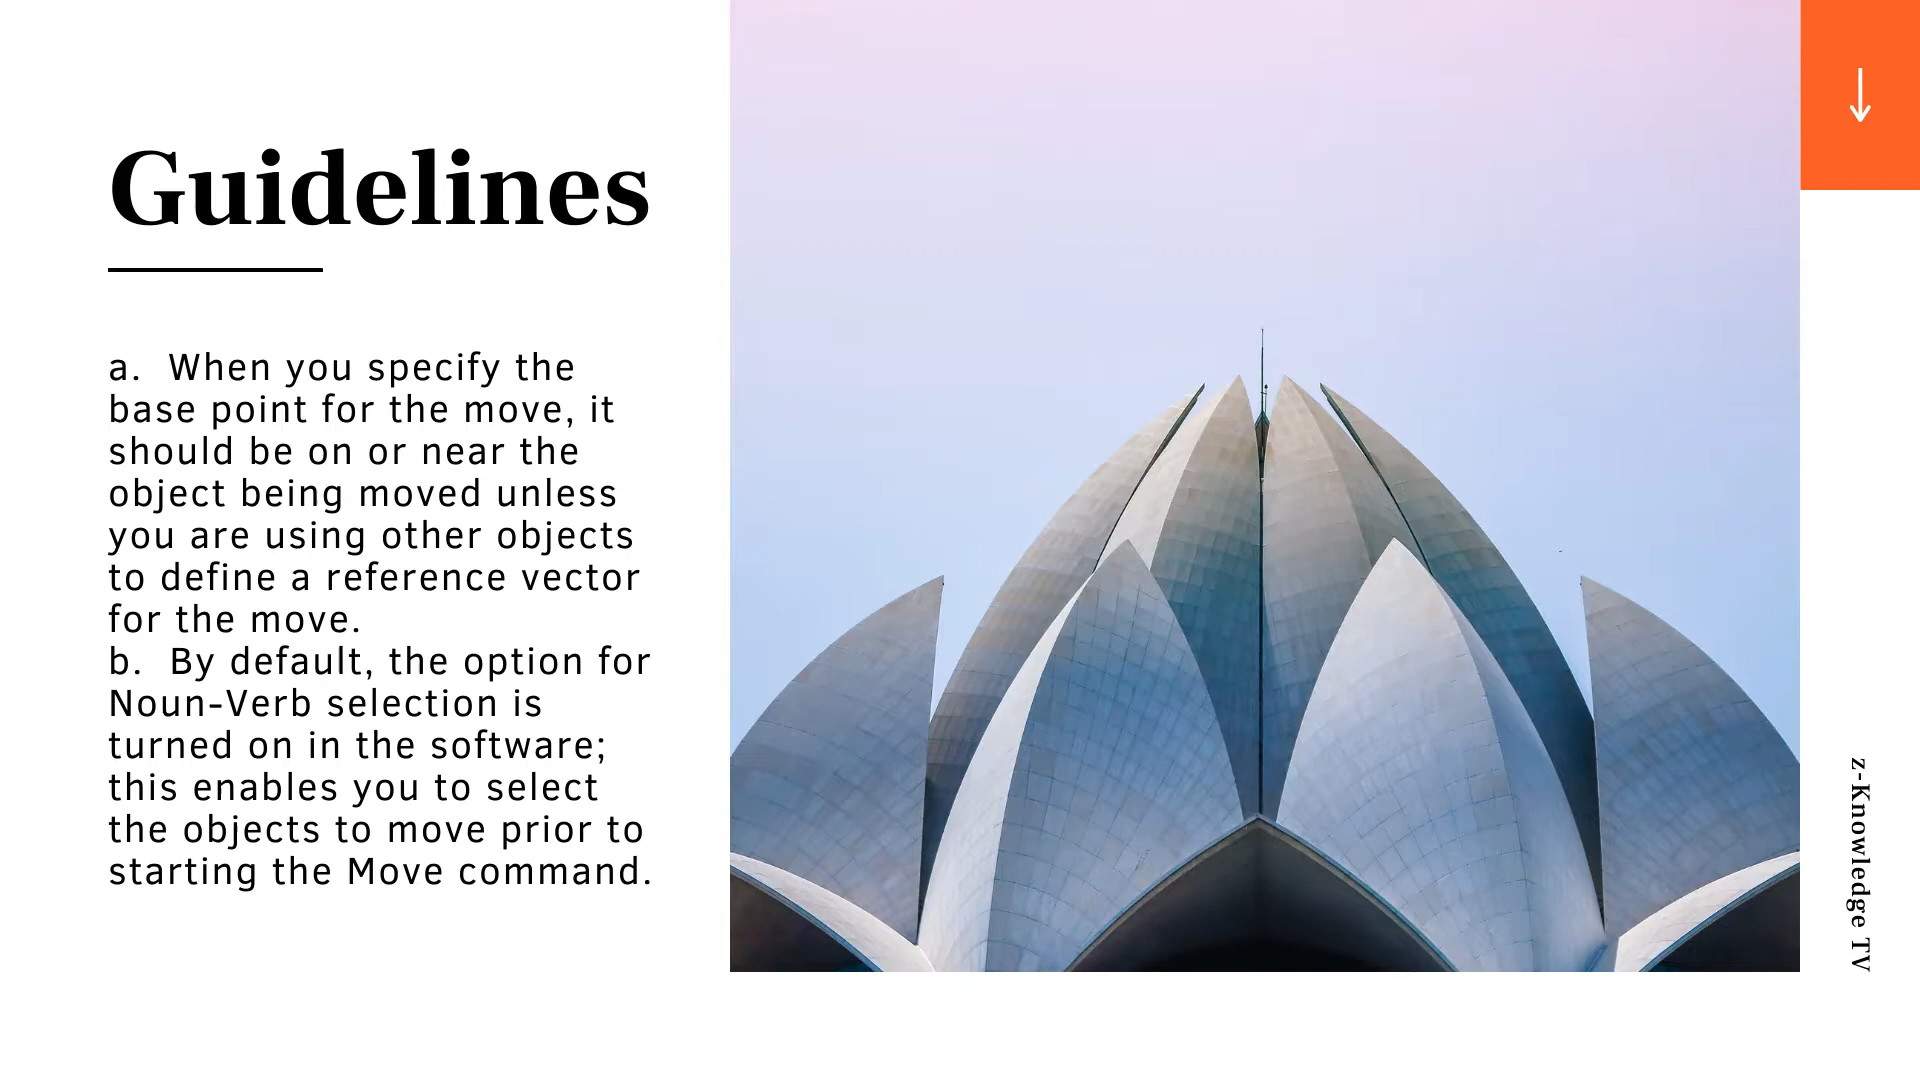 Guidelines
a. When you specify the
base point for the move, it
should be on or near the
object being moved unless
you are using other objects
to define a reference vector
for the move.
b. By default, the option for
Noun-Verb selection is
turned on in the software;
this enables you to select
the objects to move prior to
starting the Move command.
z-Knowledge TV